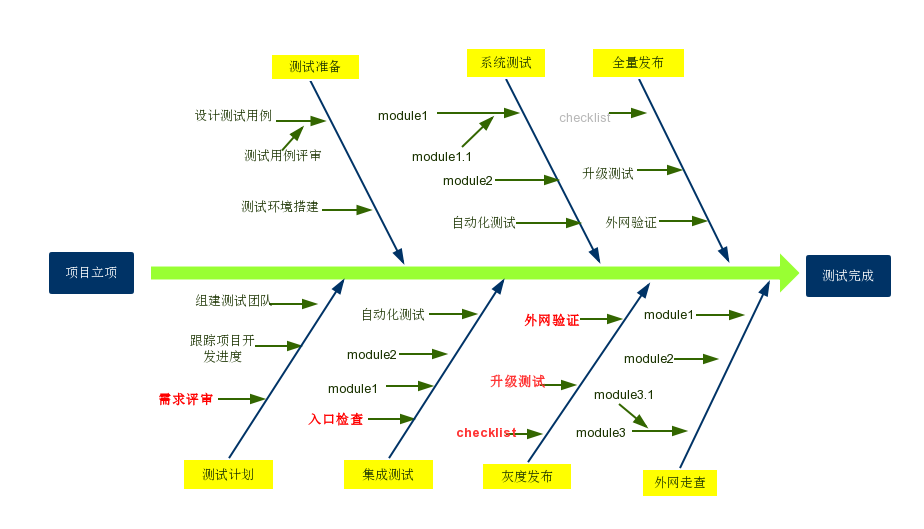 测试准备
系统测试
全量发布
设计测试用例
测试用例评审
测试环境搭建
module1
module1.1
module2
自动化测试
checklist
升级测试
外网验证
项目立项
测试完成
组建测试团队
跟踪项目开
发进度
需求评审
自动化测试
module2
module1
入口检查
外网验证
升级测试
checklist
module1
module2
module3.1
module3
测试计划
集成测试
灰度发布
外网走查